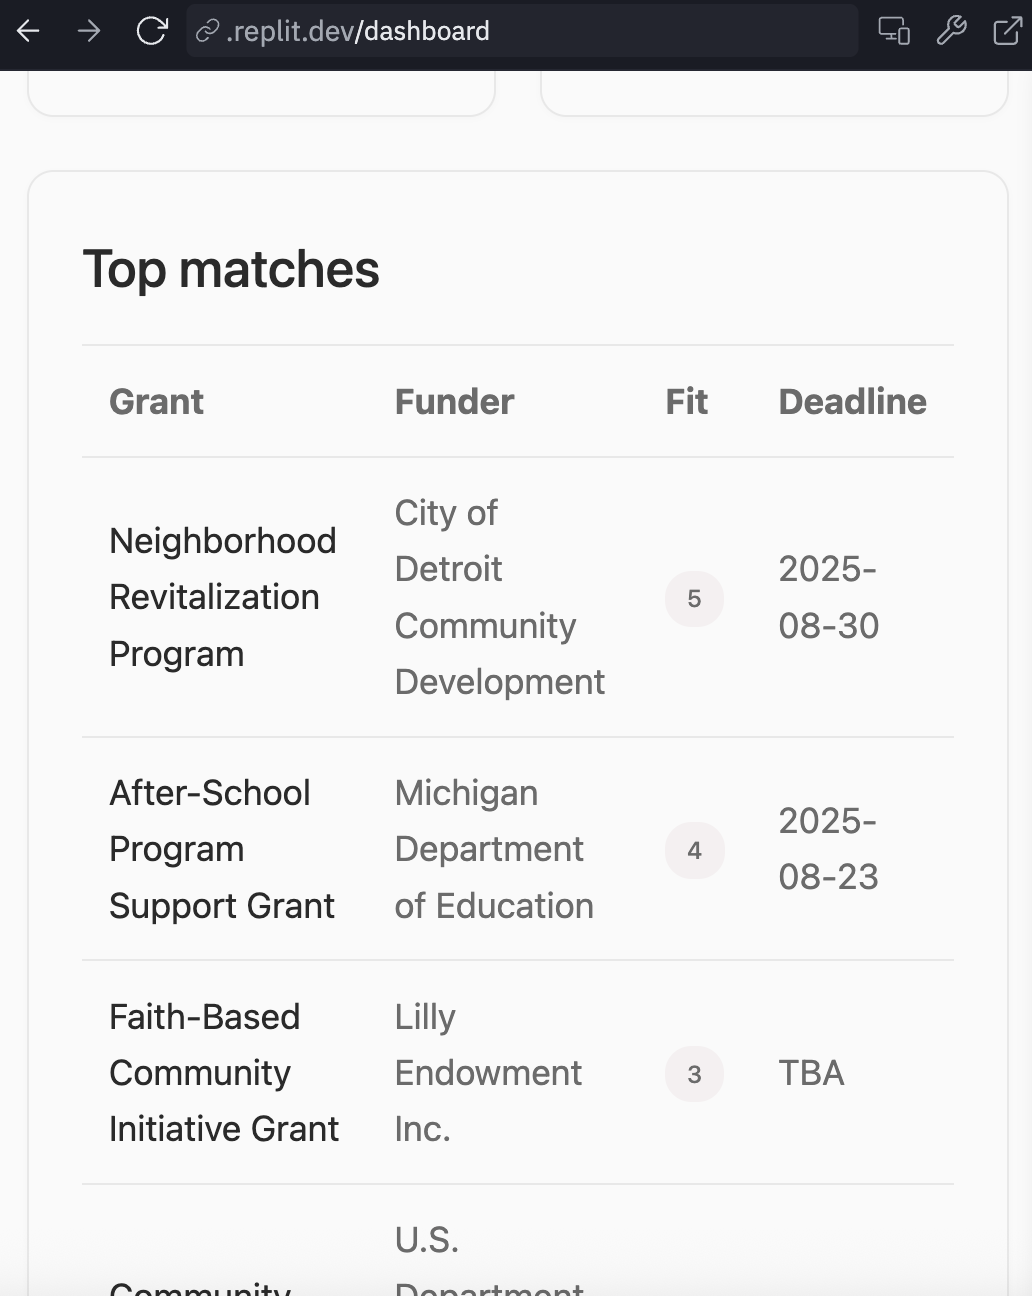 .replit.dev/dashboard
Top matches
Grant Funder Fit Deadline
Neighborhood
Revitalization
Program
City of
Detroit
Community
Development
5
2025-
08-30
After-School
Program
Support Grant
Michigan
Department
of Education
4
2025-
08-23
Faith-Based
Community
Initiative Grant
Lilly
Endowment
Inc.
3
TBA
Community
U.S.
Department